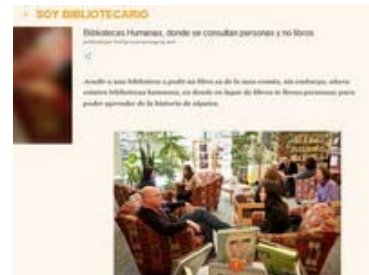 SOY BIBLIOTECARIO
Bibliotecas Humanas, donde se consultan personas y no libros
Acudir a una biblioteca a pedir un libro es de lo más común, sin embargo, ahora
existen bibliotecas humanas, en donde en lugar de libros te llevas personas; para
poder aprender de la historia de alguien.